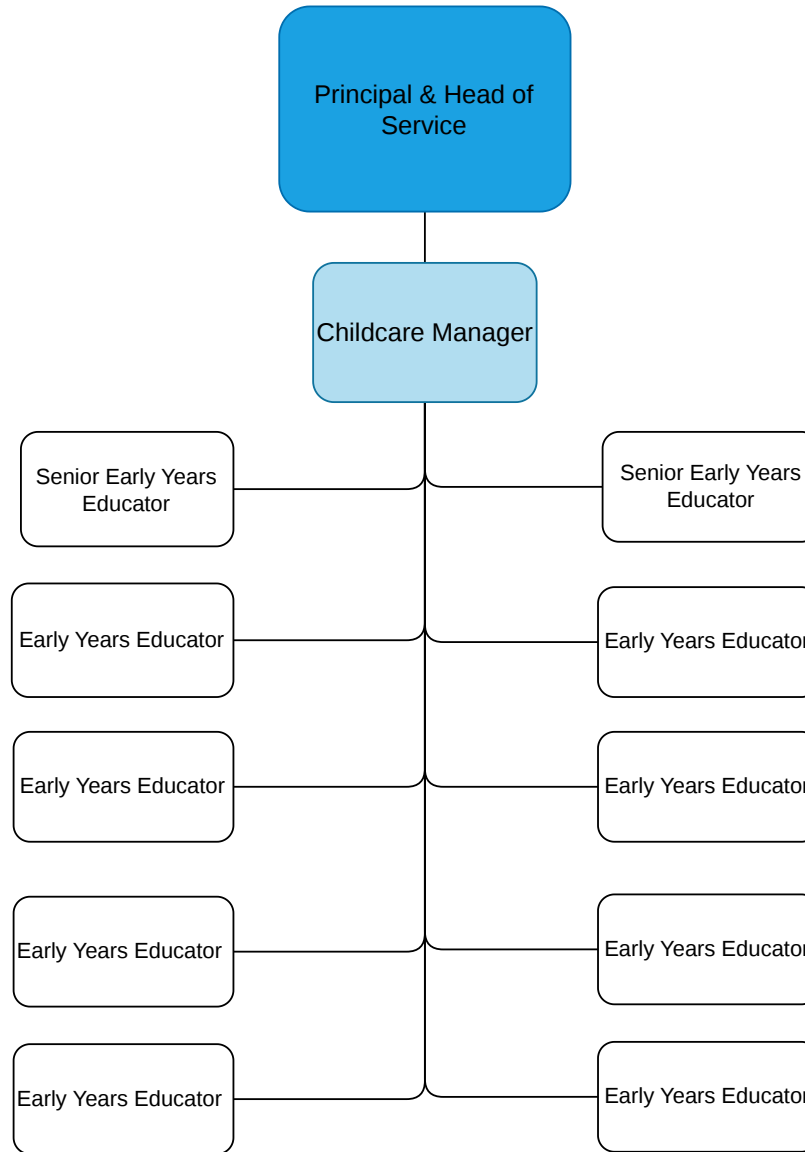 Principal & Head of
Service
Childcare Manager
Senior Early Years
Educator
Senior Early Years
Educator
Early Years Educator
Early Years Educator
Early Years Educator
Early Years Educator
Early Years Educator
Early Years Educator
Early Years Educator
Early Years Educator